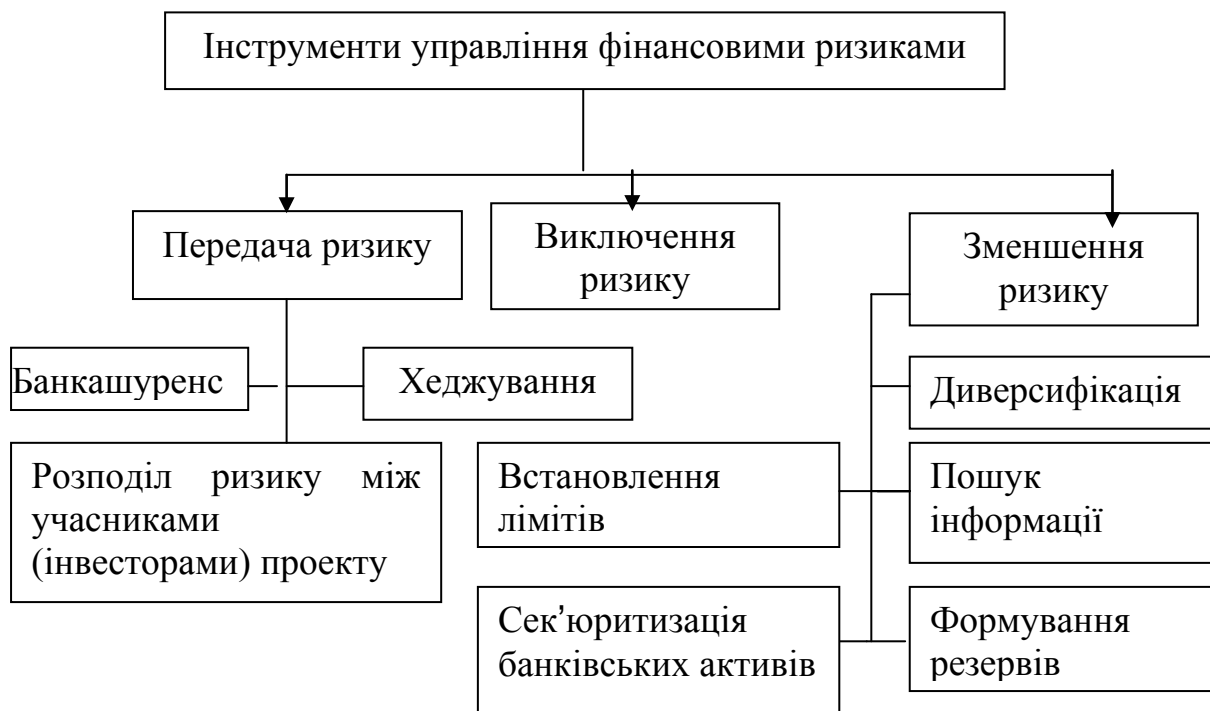 Інструменти управління фінансовими ризиками
Передача ризику
Виключення
ризику
Зменшення
ризику
Банкашуренс
Хеджування
Диверсифікація
Розподіл ризику між
учасниками
(інвесторами) проекту
Встановлення
лімітів
Пошук
інформації
Сек’юритизація
банківських активів
Формування
резервів